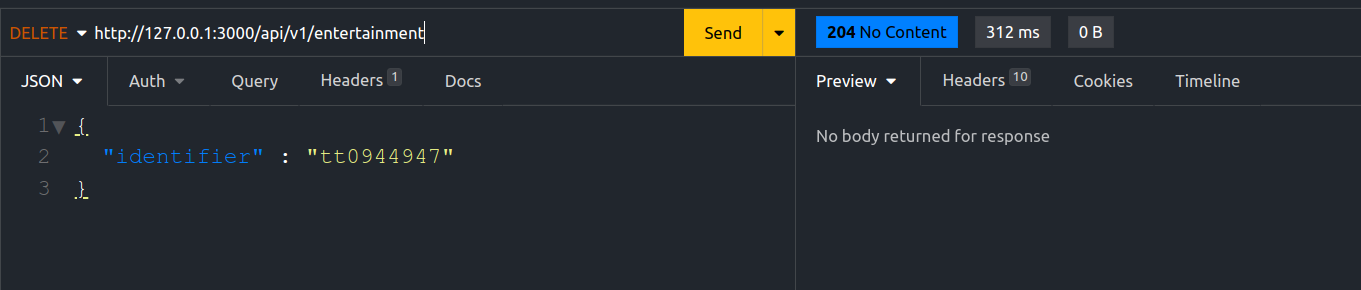 DELETE http://127.0.0.1:3000/api/v1/entertainment Send 204 No Content 312 ms 0 B
JSON Auth Query Headers 1 Docs Preview Headers 10 Cookies Timeline
1 {
2 "identifier" : "tt0944947"
3 }
No body returned for response